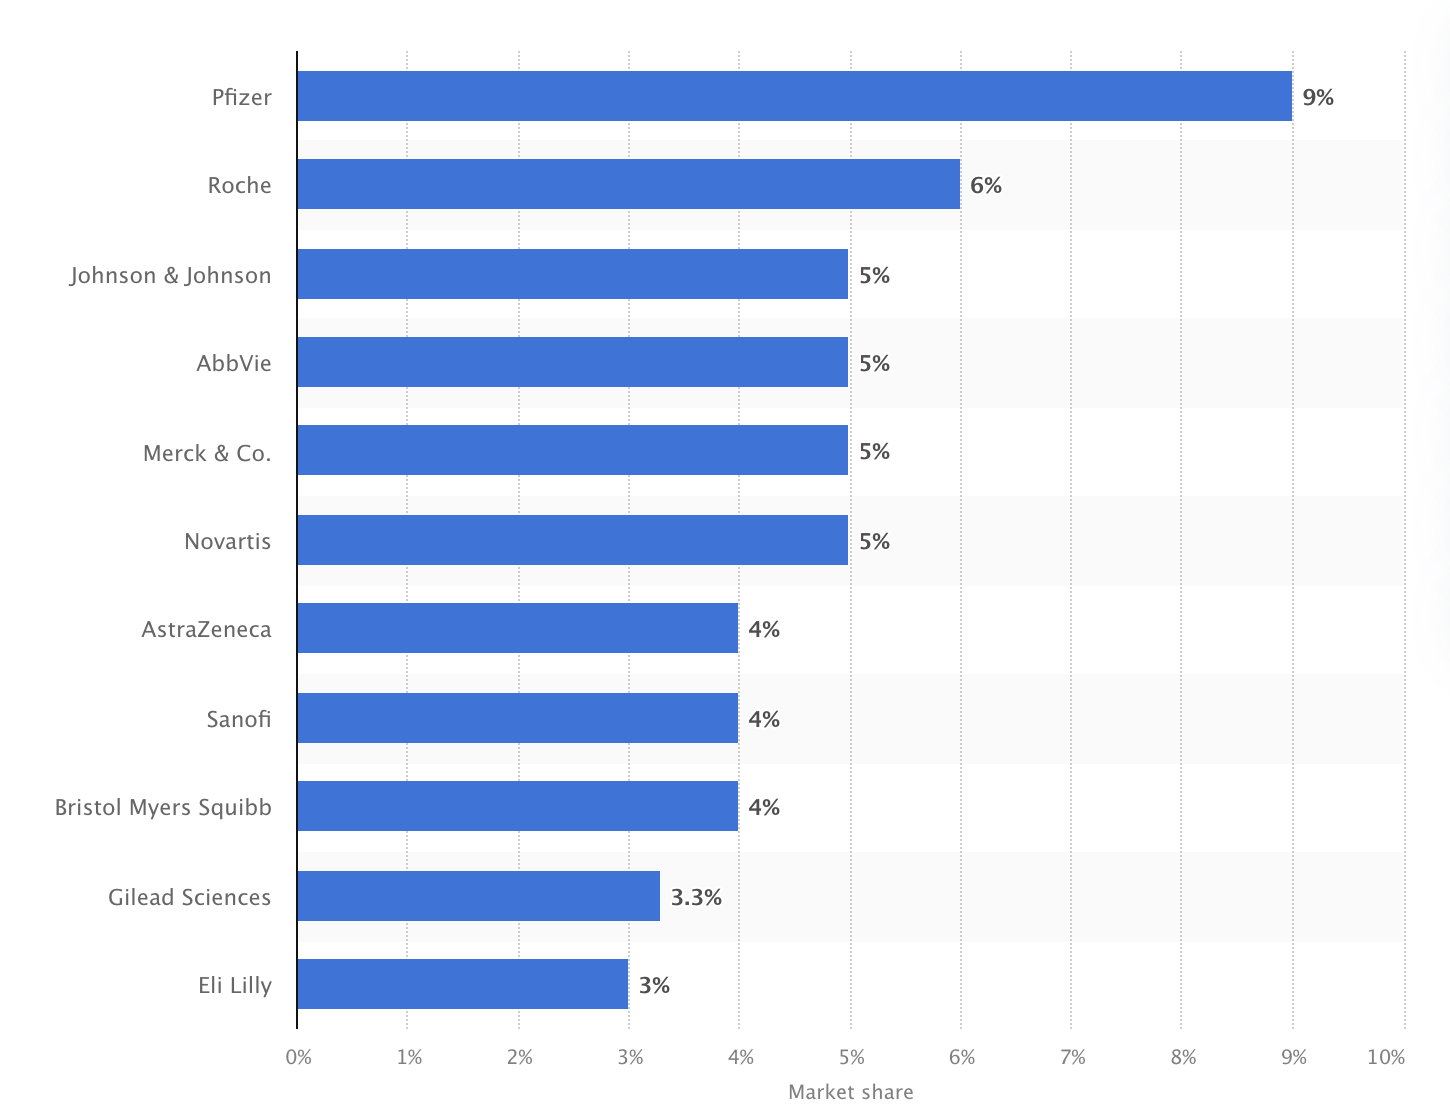 Pfizer 9%
Roche 6%
Johnson & Johnson 5%
AbbVie 5%
Merck & Co. 5%
Novartis 5%
AstraZeneca 4%
Sanofi 4%
Bristol Myers Squibb 4%
Gilead Sciences 3.3%
Eli Lilly 3%
0% 1% 2% 3% 4% 5% 6% 7% 8% 9% 10%
Market share